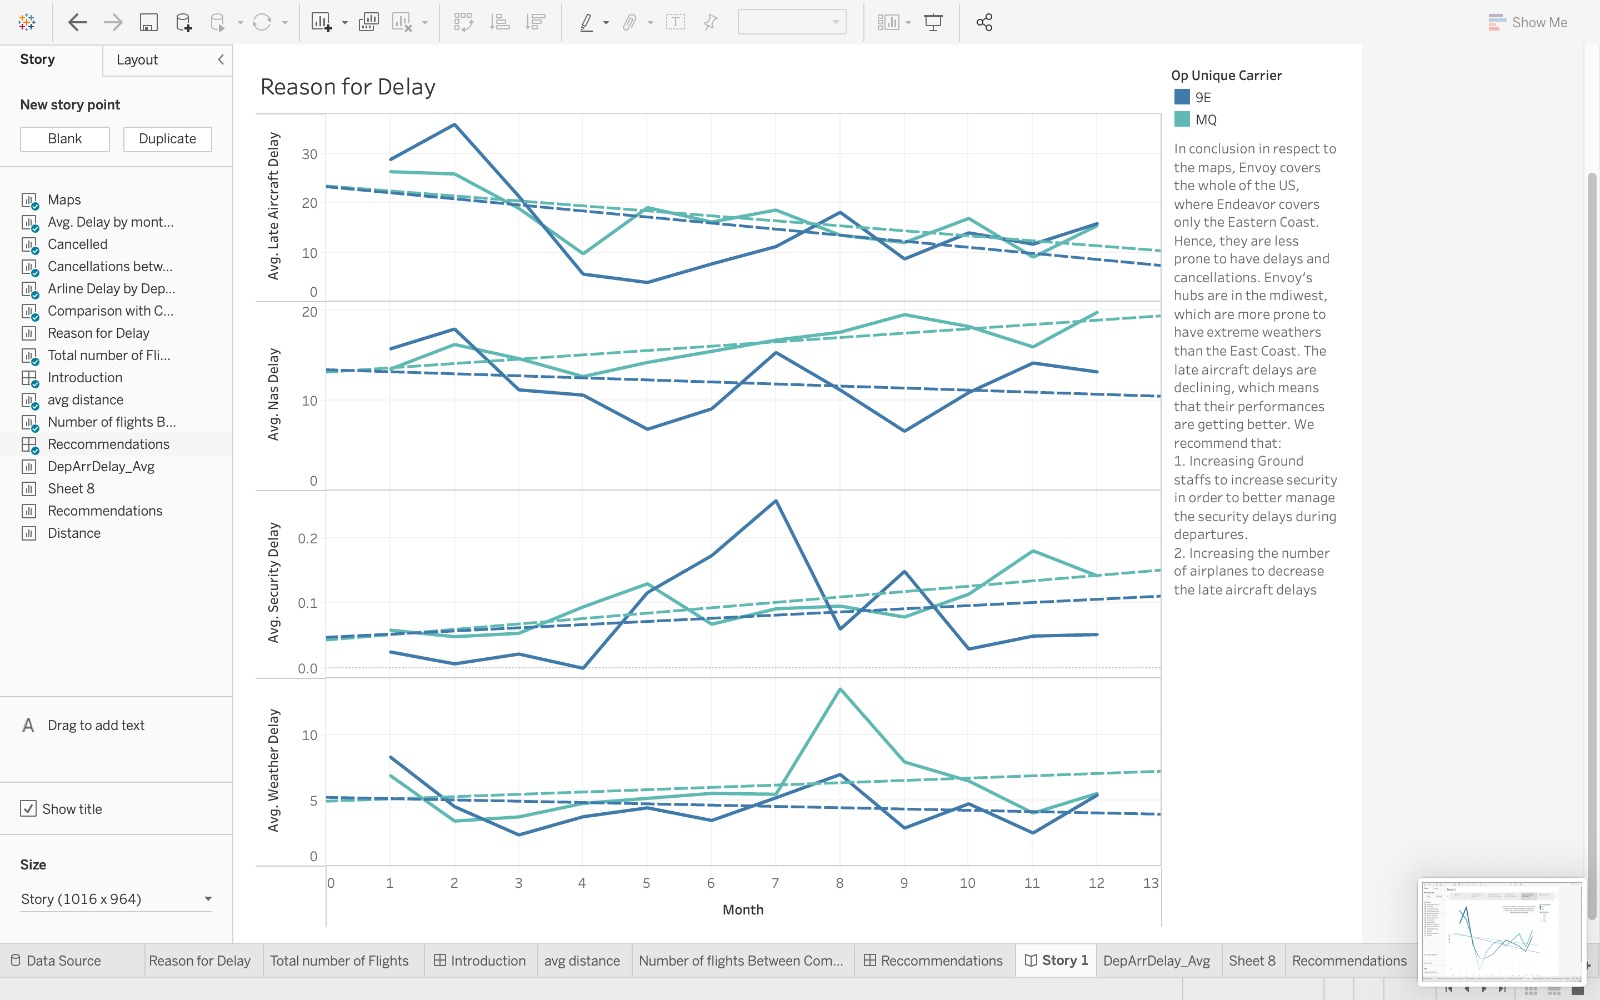 Show Me
Story
Layout
New story point
Blank
Duplicate
Maps
Avg. Delay by mont...
Cancelled
Cancellations betw...
Arline Delay by Dep...
Comparison with C...
Reason for Delay
Total number of Fli...
Introduction
avg distance
Number of flights B...
Reccommendations
DepArrDelay_Avg
Sheet 8
Recommendations
Distance
A Drag to add text
Show title
Size
Story (1016 x 964)
Reason for Delay
Avg. Late Aircraft Delay
30
20
10
0
Avg. Nas Delay
20
10
0
Avg. Security Delay
0.2
0.1
0.0
Avg. Weather Delay
10
5
0
0 1 2 3 4 5 6 7 8 9 10 11 12 13
Month
Op Unique Carrier
9E
MQ
In conclusion in respect to
the maps, Envoy covers
the whole of the US,
where Endeavor covers
only the Eastern Coast.
Hence, they are less
prone to have delays and
cancellations. Envoy's
hubs are in the mdiwest,
which are more prone to
have extreme weathers
than the East Coast. The
late aircraft delays are
declining, which means
that their performances
are getting better. We
recommend that:
1. Increasing Ground
staffs to increase security
in order to better manage
the security delays during
departures.
2. Increasing the number
of airplanes to decrease
the late aircraft delays
Data Source
Reason for Delay
Total number of Flights
Introduction
avg distance
Number of flights Between Com...
Reccommendations
Story 1
DepArrDelay_Avg
Sheet 8
Recommendations